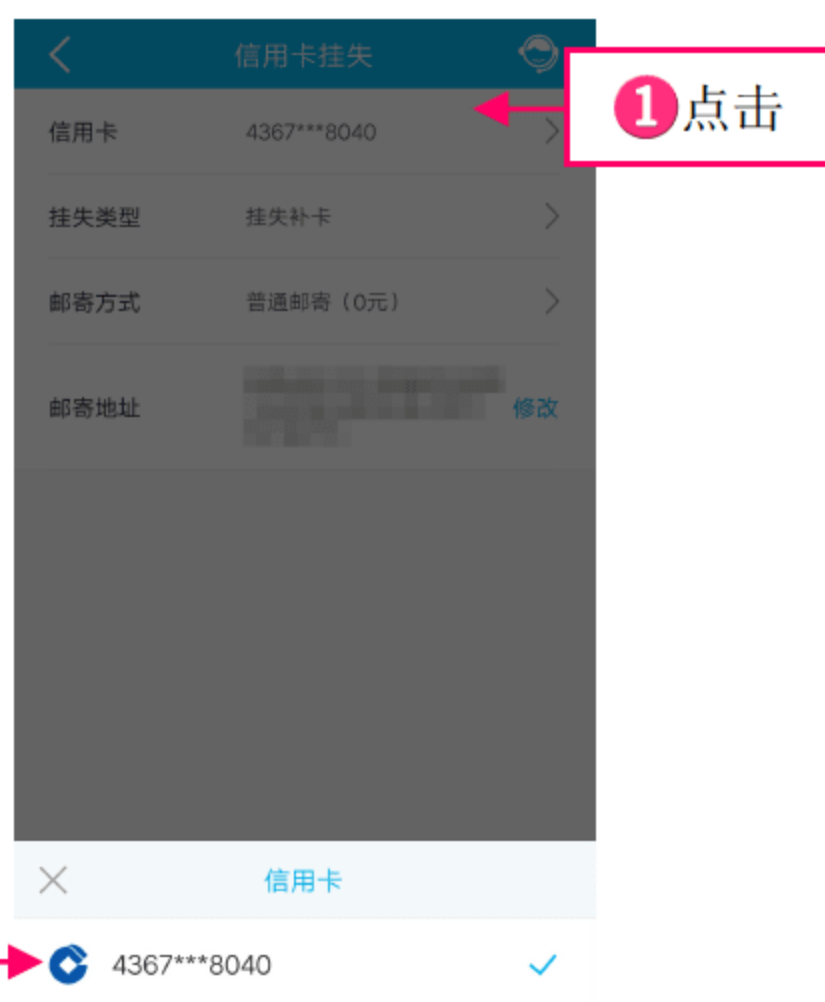 信用卡挂失
❶点击
信用卡 4367***8040
挂失类型 挂失补卡
邮寄方式 普通邮寄（0元）
邮寄地址 修改
信用卡
4367***8040